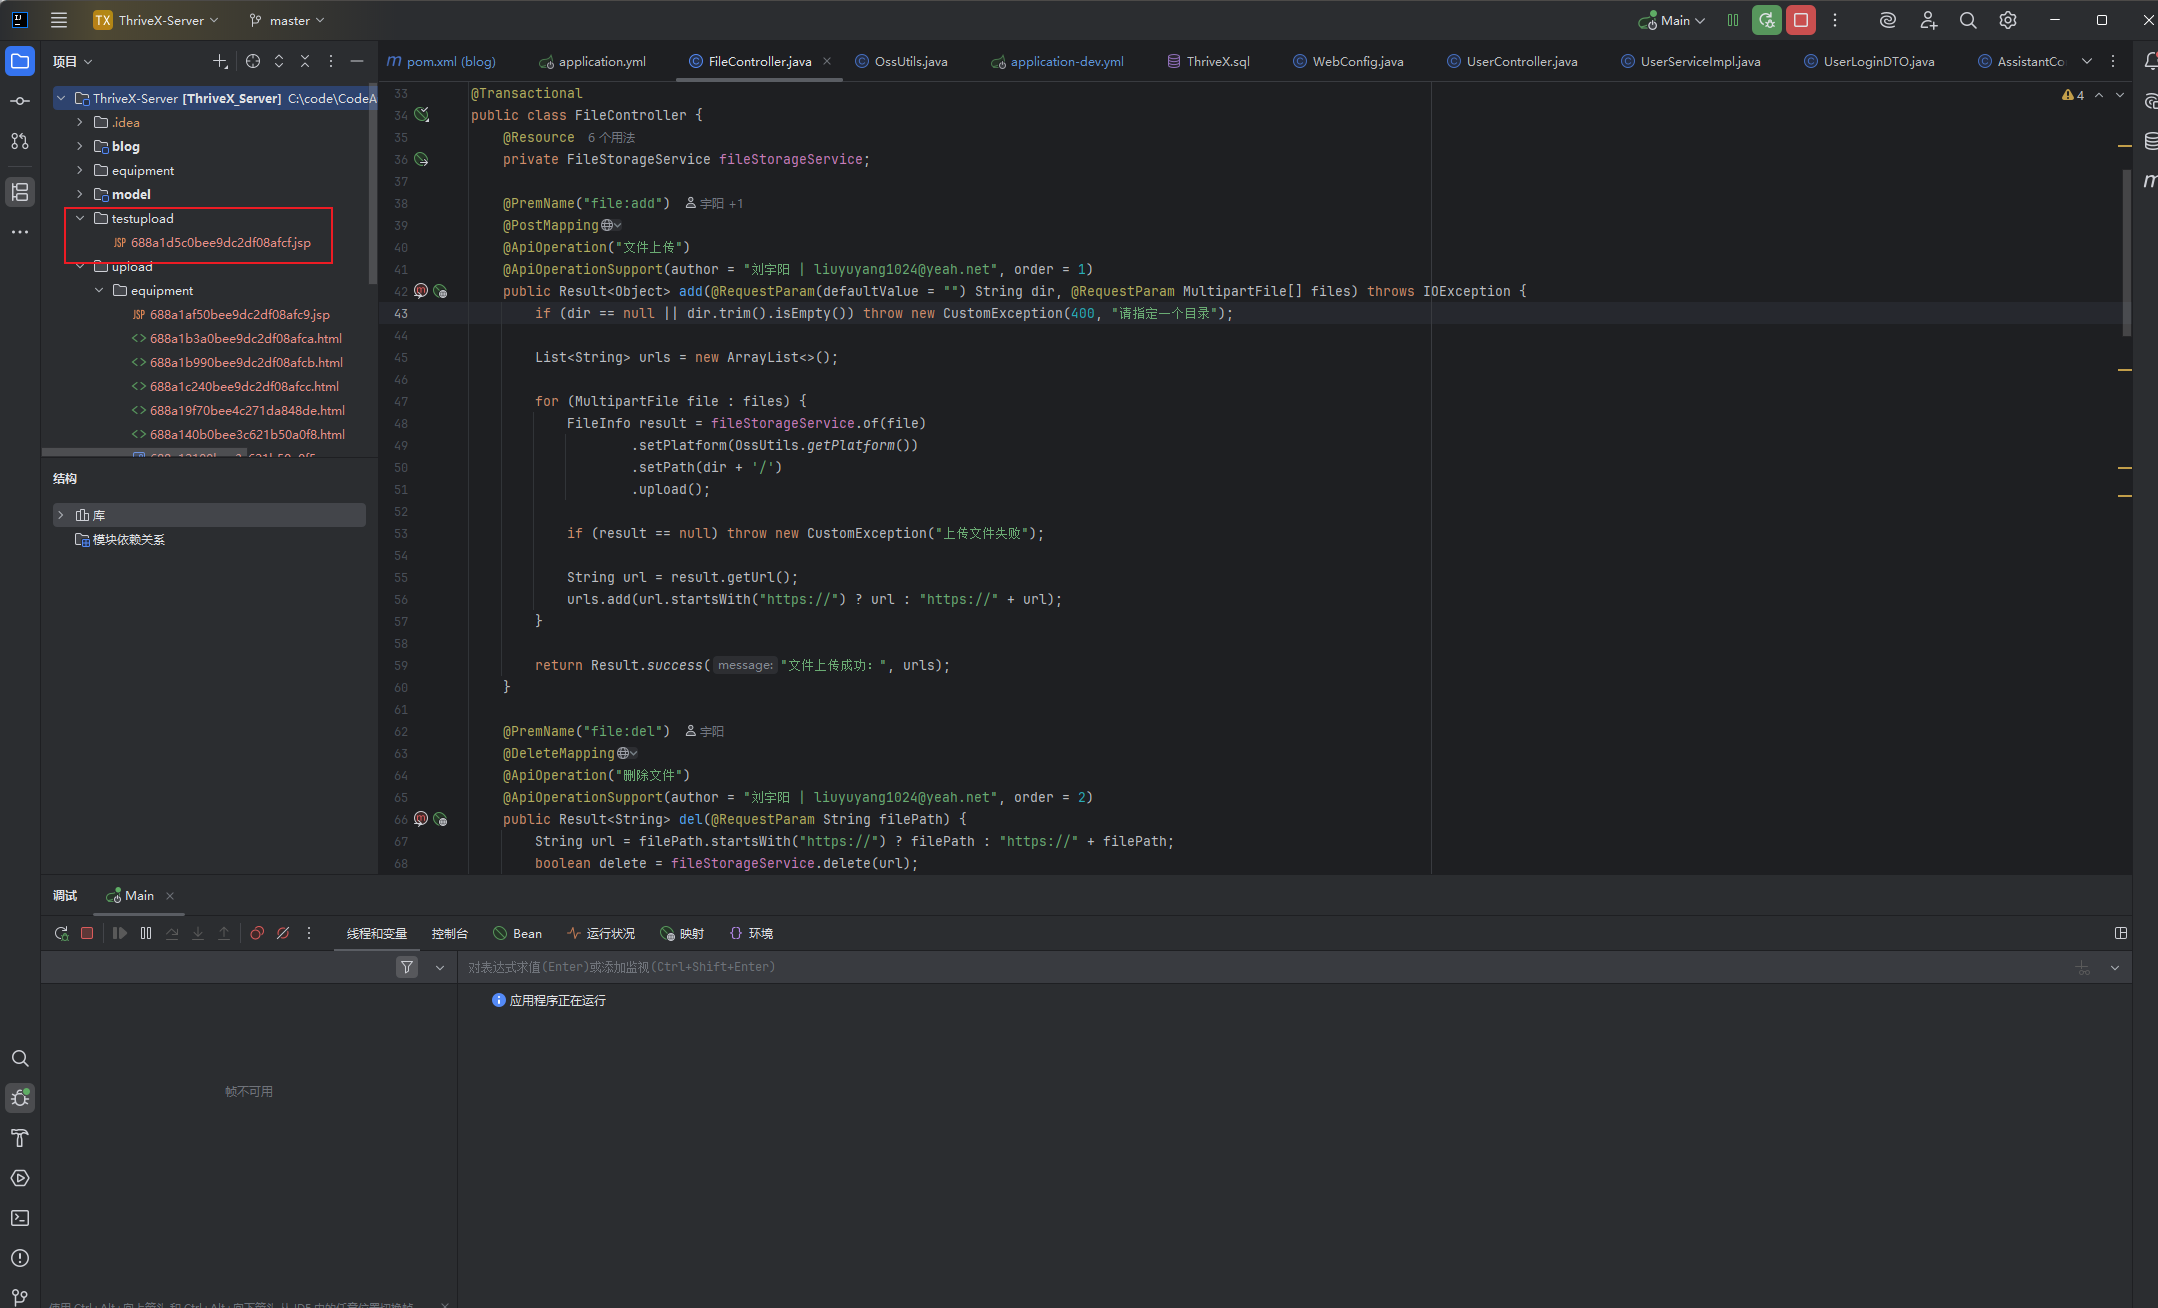 TX ThriveX-Server master Main
项目
pom.xml (blog) application.yml FileController.java OssUtils.java application-dev.yml ThriveX.sql WebConfig.java UserController.java UserServiceImpl.java UserLoginDTO.java AssistantCo
ThriveX-Server [ThriveX_Server] C:\code\CodeA
.idea
blog
equipment
model
testupload
JSP 688a1d5c0bee9dc2df08afcf.jsp
upload
equipment
JSP 688a1af50bee9dc2df08afc9.jsp
<> 688a1b3a0bee9dc2df08afca.html
<> 688a1b990bee9dc2df08afcb.html
<> 688a1c240bee9dc2df08afcc.html
<> 688a19f70bee4c271da848de.html
<> 688a140b0bee3c621b50a0f8.html
结构
库
模块依赖关系
4
33 @Transactional
34 public class FileController {
35 @Resource 6 个用法
36 private FileStorageService fileStorageService;
37
38 @PremName("file:add") 宇阳 +1
39 @PostMapping
40 @ApiOperation("文件上传")
41 @ApiOperationSupport(author = "刘宇阳 | liuyuyang1024@yeah.net", order = 1)
42 public Result<Object> add(@RequestParam(defaultValue = "") String dir, @RequestParam MultipartFile[] files) throws IOException {
43 if (dir == null || dir.trim().isEmpty()) throw new CustomException(400, "请指定一个目录");
44
45 List<String> urls = new ArrayList<>();
46
47 for (MultipartFile file : files) {
48 FileInfo result = fileStorageService.of(file)
49 .setPlatform(OssUtils.getPlatform())
50 .setPath(dir + '/')
51 .upload();
52
53 if (result == null) throw new CustomException("上传文件失败");
54
55 String url = result.getUrl();
56 urls.add(url.startsWith("https://") ? url : "https://" + url);
57 }
58
59 return Result.success( message: "文件上传成功：", urls);
60 }
61
62 @PremName("file:del") 宇阳
63 @DeleteMapping
64 @ApiOperation("删除文件")
65 @ApiOperationSupport(author = "刘宇阳 | liuyuyang1024@yeah.net", order = 2)
66 public Result<String> del(@RequestParam String filePath) {
67 String url = filePath.startsWith("https://") ? filePath : "https://" + filePath;
68 boolean delete = fileStorageService.delete(url);
调试 Main
线程和变量 控制台 Bean 运行状况 映射 环境
对表达式求值(Enter)或添加监视(Ctrl+Shift+Enter)
应用程序正在运行
帧不可用